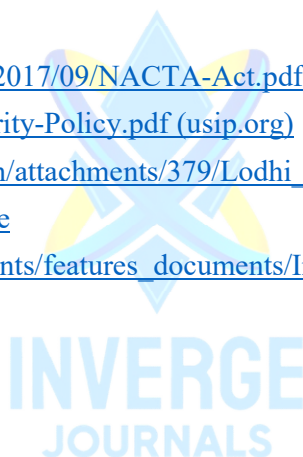 2017/09/NACTA-Act.pdf
rity-Policy.pdf (usip.org)
n/attachments/379/Lodhi_
e
nts/features_documents/I
INVERGE
JOURNALS